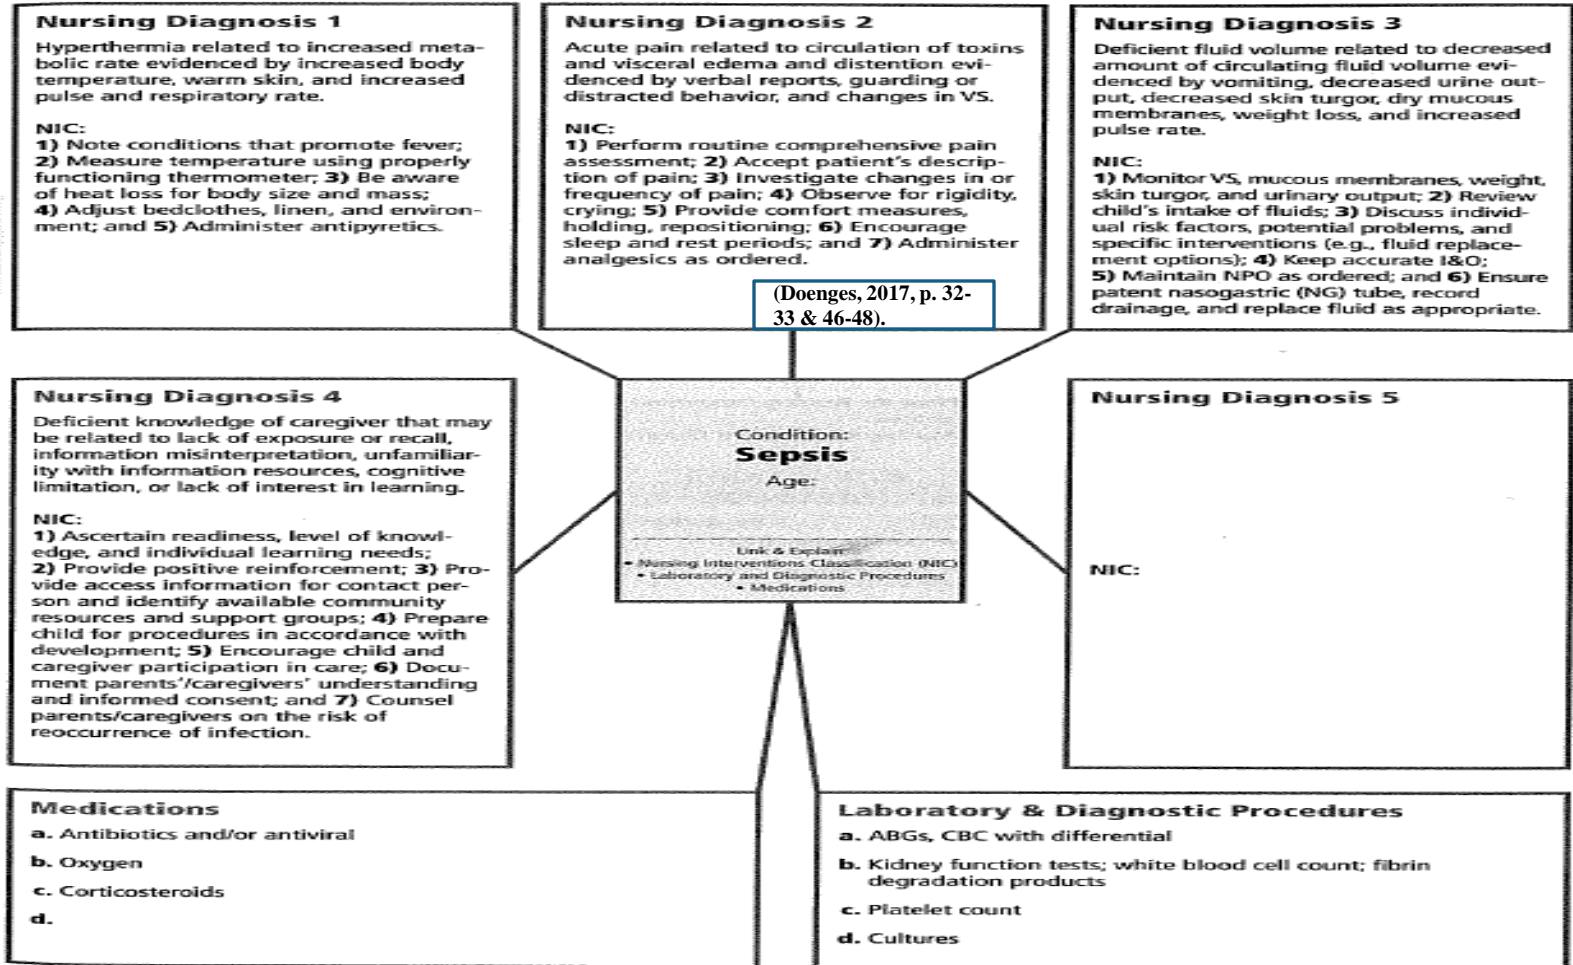 Nursing Diagnosis 1
Hyperthermia related to increased meta-
bolic rate evidenced by increased body
temperature, warm skin, and increased
pulse and respiratory rate.
NIC:
1) Note conditions that promote fever;
2) Measure temperature using properly
functioning thermometer; 3) Be aware
of heat loss for body size and mass;
4) Adjust bedclothes, linen, and environ-
ment; and 5) Administer antipyretics.
Nursing Diagnosis 2
Acute pain related to circulation of toxins
and visceral edema and distention evi-
denced by verbal reports, guarding or
distracted behavior, and changes in VS.
NIC:
1) Perform routine comprehensive pain
assessment; 2) Accept patient's descrip-
tion of pain; 3) Investigate changes in or
frequency of pain; 4) Observe for rigidity,
crying; 5) Provide comfort measures,
holding, repositioning; 6) Encourage
sleep and rest periods; and 7) Administer
analgesics as ordered.
(Doenges, 2017, p. 32-
33 & 46-48).
Nursing Diagnosis 3
Deficient fluid volume related to decreased
amount of circulating fluid volume evi-
denced by vomiting, decreased urine out-
put, decreased skin turgor, dry mucous
membranes, weight loss, and increased
pulse rate.
NIC:
1) Monitor VS, mucous membranes, weight,
skin turgor, and urinary output; 2) Review
child's intake of fluids; 3) Discuss individ-
ual risk factors, potential problems, and
specific interventions (e.g., fluid replace-
ment options); 4) Keep accurate I&O;
5) Maintain NPO as ordered; and 6) Ensure
patent nasogastric (NG) tube, record
drainage, and replace fluid as appropriate.
Nursing Diagnosis 4
Deficient knowledge of caregiver that may
be related to lack of exposure or recall,
information misinterpretation, unfamiliar-
ity with information resources, cognitive
limitation, or lack of interest in learning.
NIC:
1) Ascertain readiness, level of knowl-
edge, and individual learning needs;
2) Provide positive reinforcement; 3) Pro-
vide access information for contact per-
son and identify available community
resources and support groups; 4) Prepare
child for procedures in accordance with
development; 5) Encourage child and
caregiver participation in care; 6) Docu-
ment parents'/caregivers' understanding
and informed consent; and 7) Counsel
parents/caregivers on the risk of
reoccurrence of infection.
Condition:
Sepsis
Age:
Link & Explain
• Nursing Interventions Classification (NIC)
• Laboratory and Diagnostic Procedures
• Medications
Nursing Diagnosis 5
NIC:
Medications
a. Antibiotics and/or antiviral
b. Oxygen
c. Corticosteroids
d.
Laboratory & Diagnostic Procedures
a. ABGs, CBC with differential
b. Kidney function tests; white blood cell count; fibrin
degradation products
c. Platelet count
d. Cultures